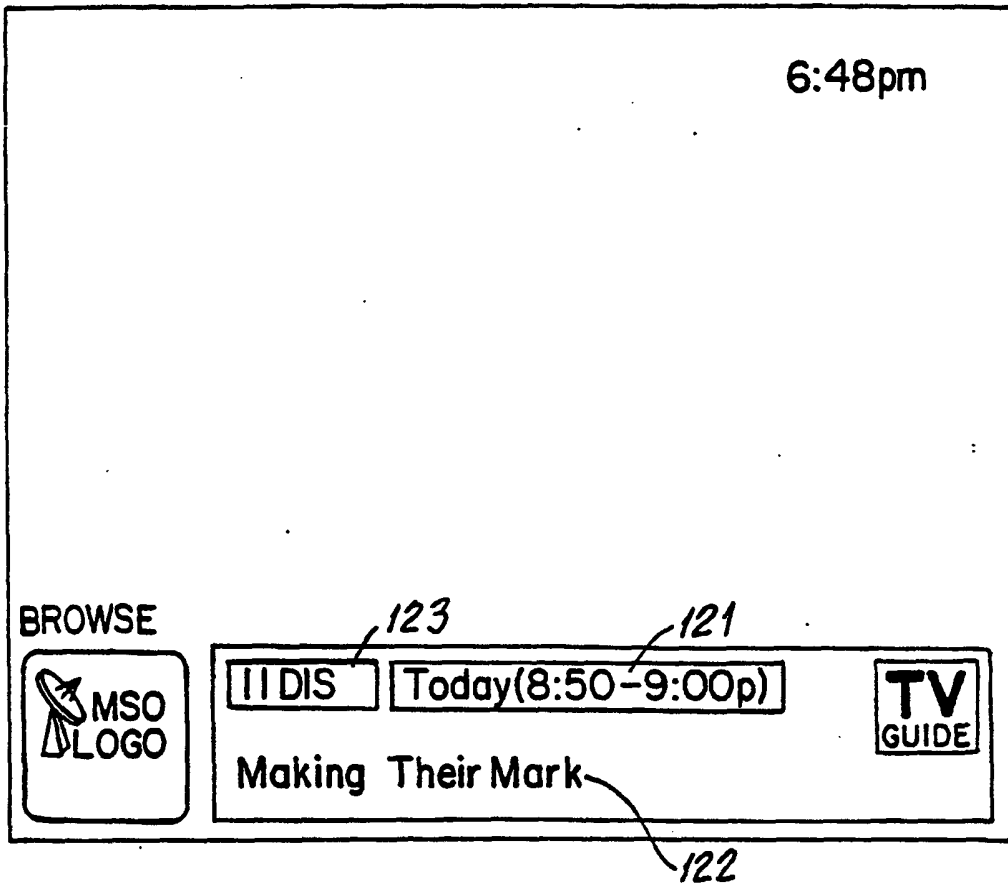 6:48pm
BROWSE
123
121
MSO
LOGO
11 DIS
Today(8:50-9:00p)
TV
GUIDE
Making Their Mark
122